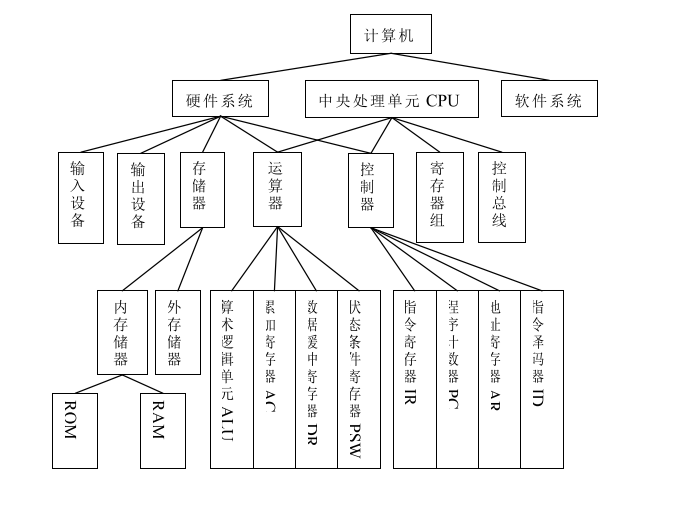 计算机
硬件系统
中央处理单元 CPU
软件系统
输入设备
输出设备
存储器
运算器
控制器
寄存器组
控制总线
内存储器
外存储器
算术逻辑单元 ALU
累加寄存器 AC
数据缓冲寄存器 DR
状态条件寄存器 PSW
指令寄存器 IR
程序计数器 PC
地址寄存器 AR
指令译码器 ID
ROM
RAM